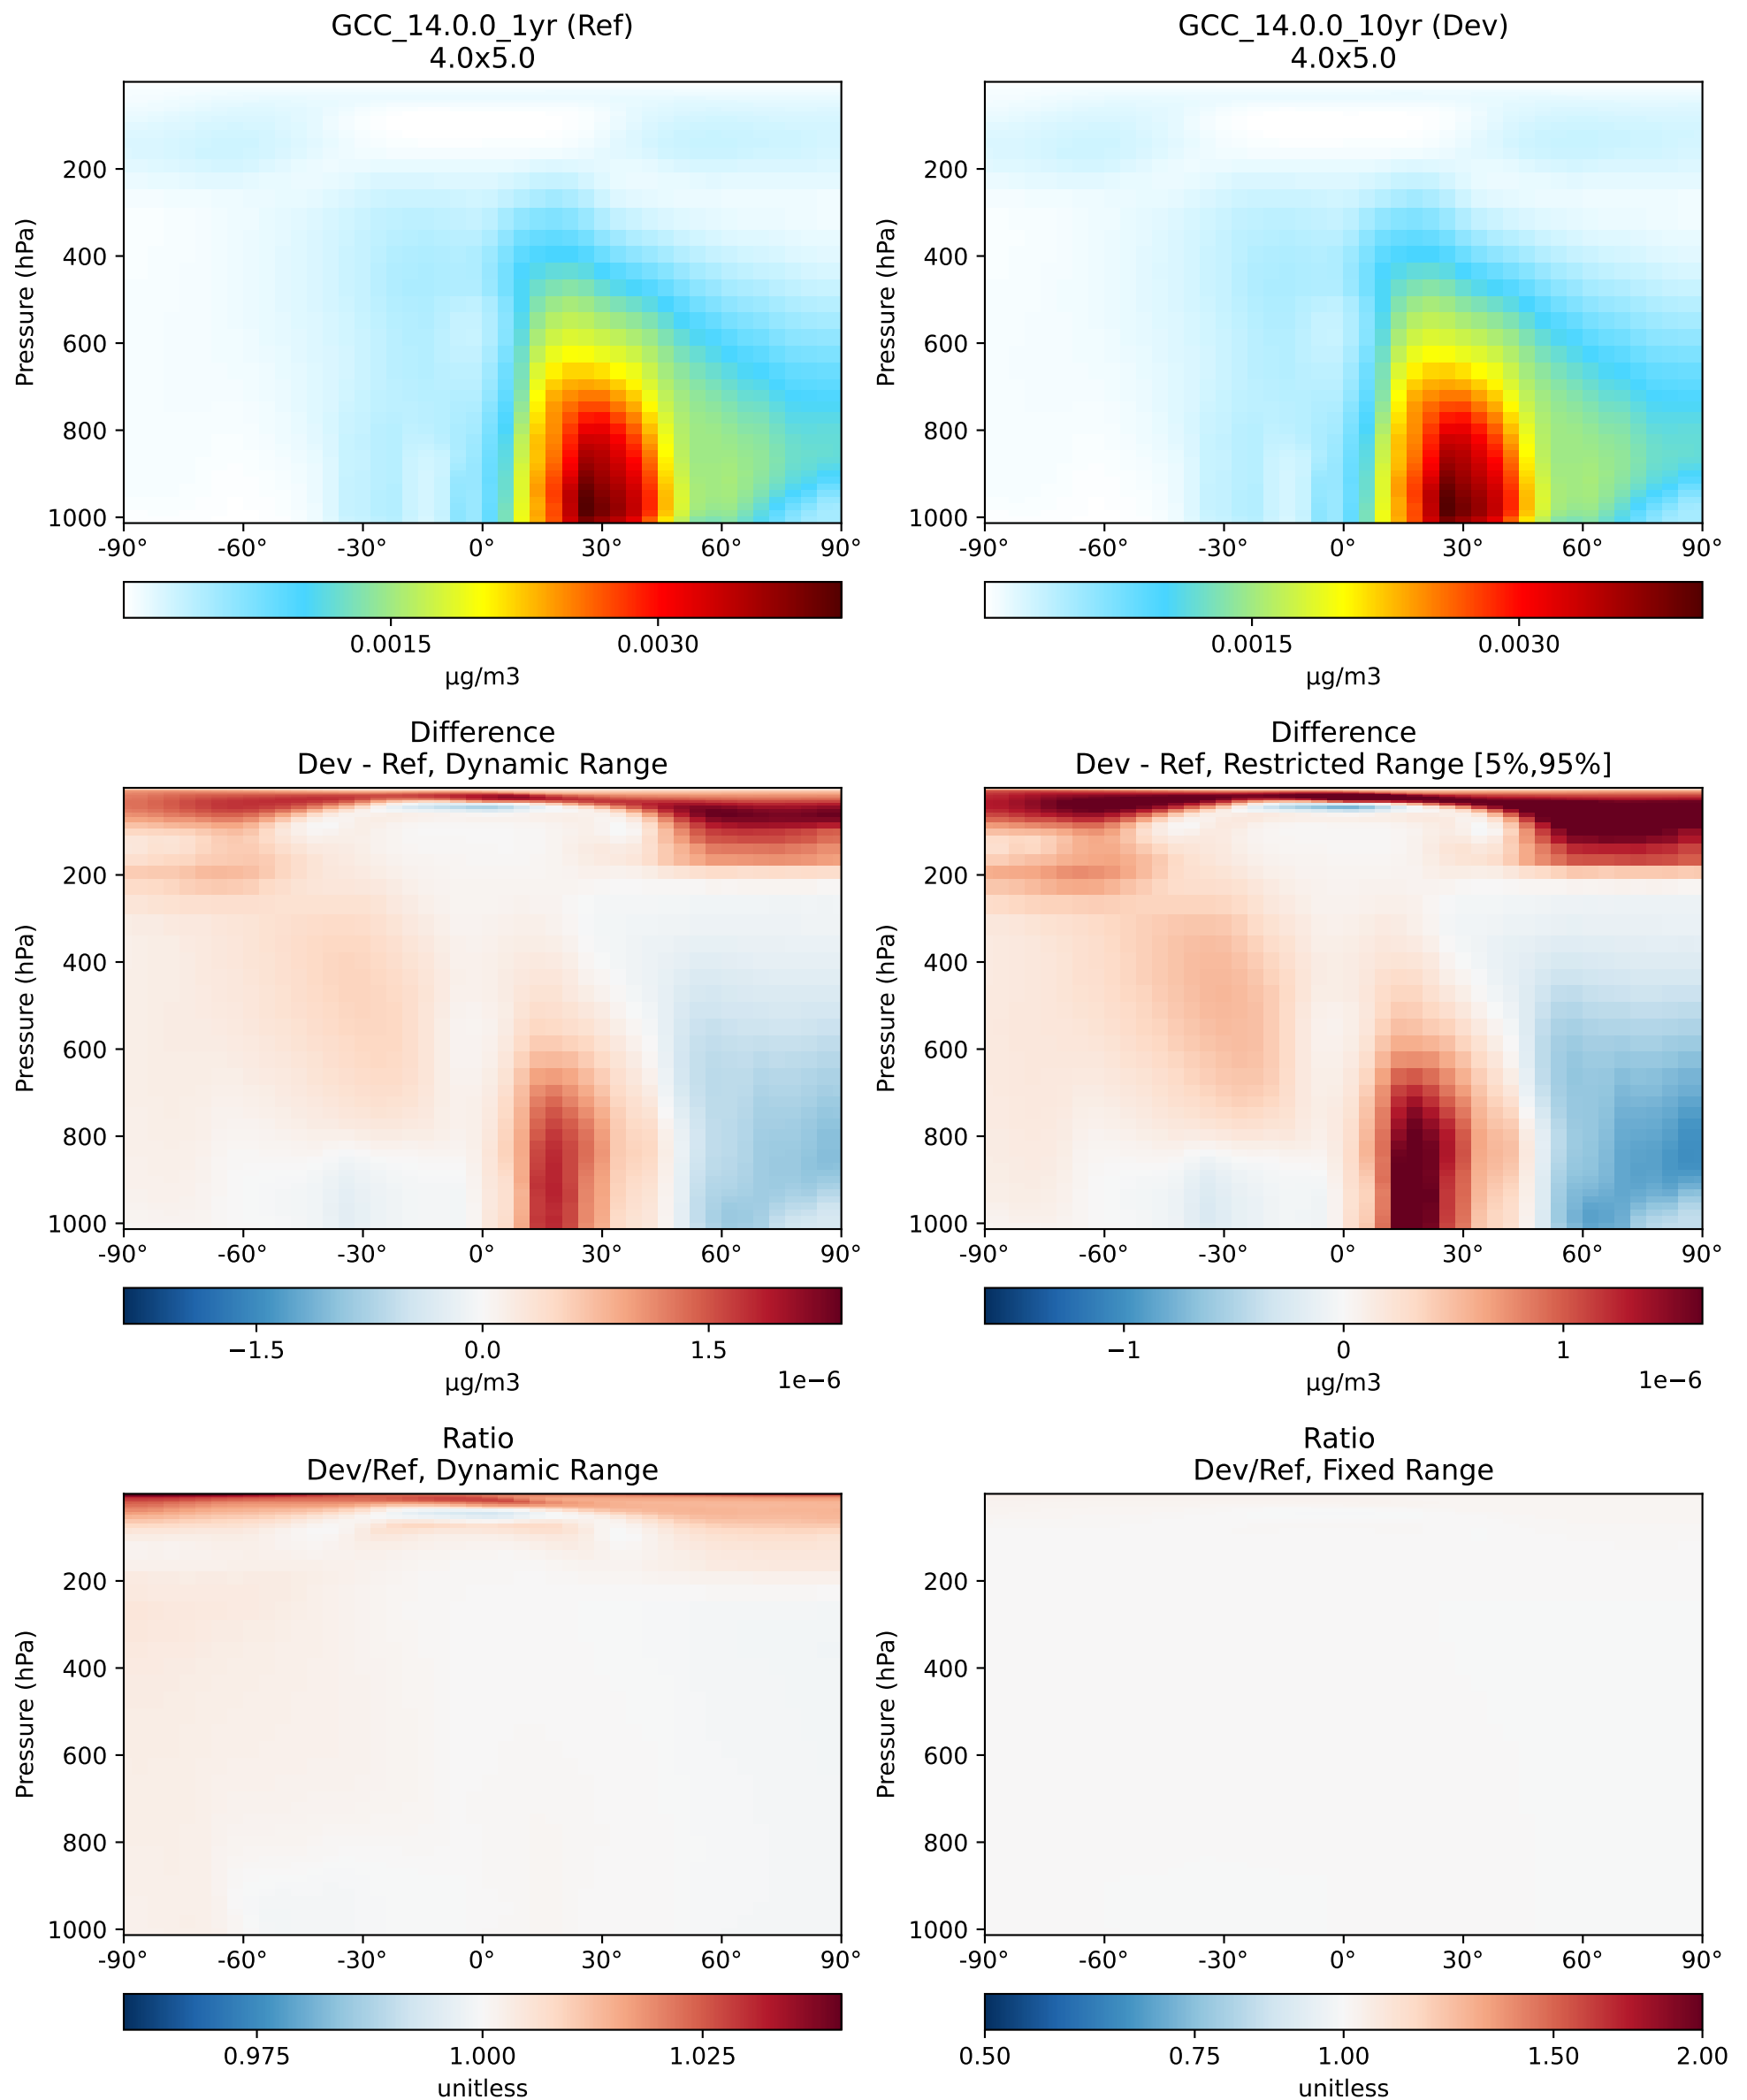 GCC_14.0.0_1yr (Ref)
4.0x5.0
Pressure (hPa)
200
400
600
800
1000
-90° -60° -30° 0° 30° 60° 90°
0.0015 0.0030
μg/m3
GCC_14.0.0_10yr (Dev)
4.0x5.0
Pressure (hPa)
200
400
600
800
1000
-90° -60° -30° 0° 30° 60° 90°
0.0015 0.0030
μg/m3
Difference
Dev - Ref, Dynamic Range
Pressure (hPa)
200
400
600
800
1000
-90° -60° -30° 0° 30° 60° 90°
−1.5 0.0 1.5
μg/m3 1e−6
Difference
Dev - Ref, Restricted Range [5%,95%]
Pressure (hPa)
200
400
600
800
1000
-90° -60° -30° 0° 30° 60° 90°
−1 0 1
μg/m3 1e−6
Ratio
Dev/Ref, Dynamic Range
Pressure (hPa)
200
400
600
800
1000
-90° -60° -30° 0° 30° 60° 90°
0.975 1.000 1.025
unitless
Ratio
Dev/Ref, Fixed Range
Pressure (hPa)
200
400
600
800
1000
-90° -60° -30° 0° 30° 60° 90°
0.50 0.75 1.00 1.50 2.00
unitless